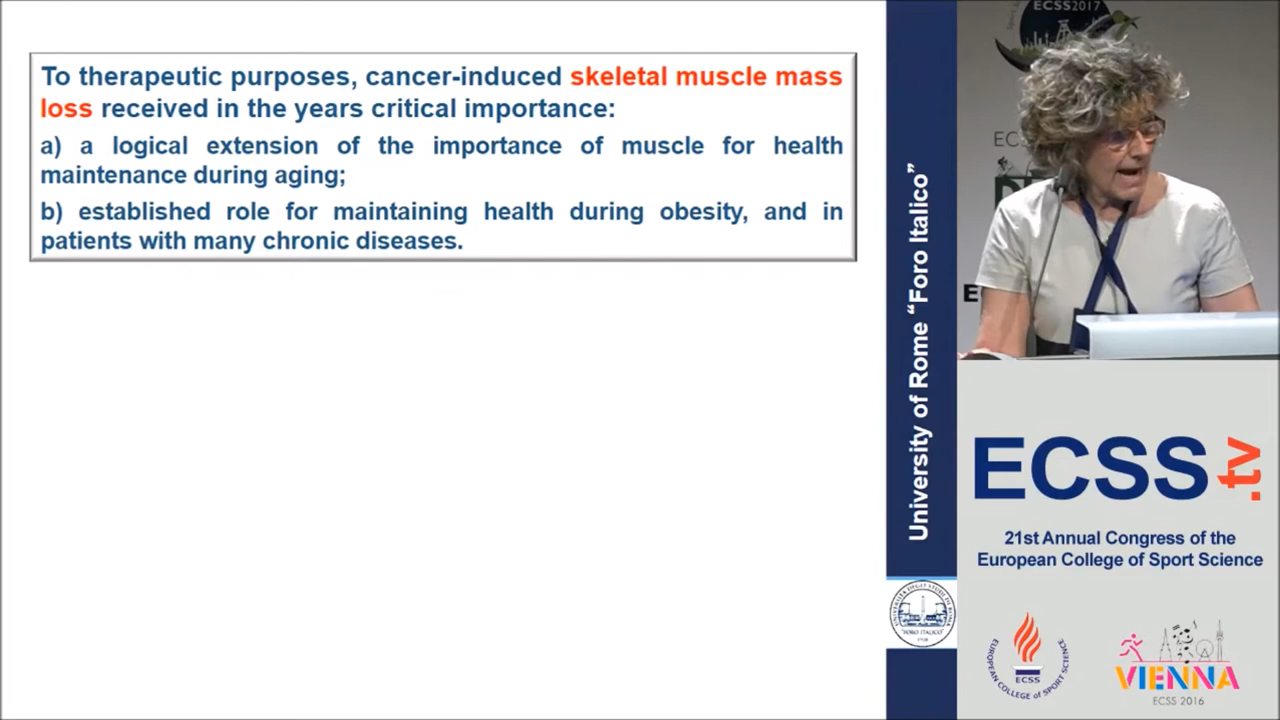 To therapeutic purposes, cancer-induced skeletal muscle mass
loss received in the years critical importance:
a) a logical extension of the importance of muscle for health
maintenance during aging;
b) established role for maintaining health during obesity, and in
patients with many chronic diseases.
University of Rome “Foro Italico”
"FORO ITALICO"
ECSS2017
EC
E
ECSS.tv
21st Annual Congress of the
European College of Sport Science
EUROPEAN COLLEGE of SPORT SCIENCE
ECSS
VIENNA
ECSS 2016